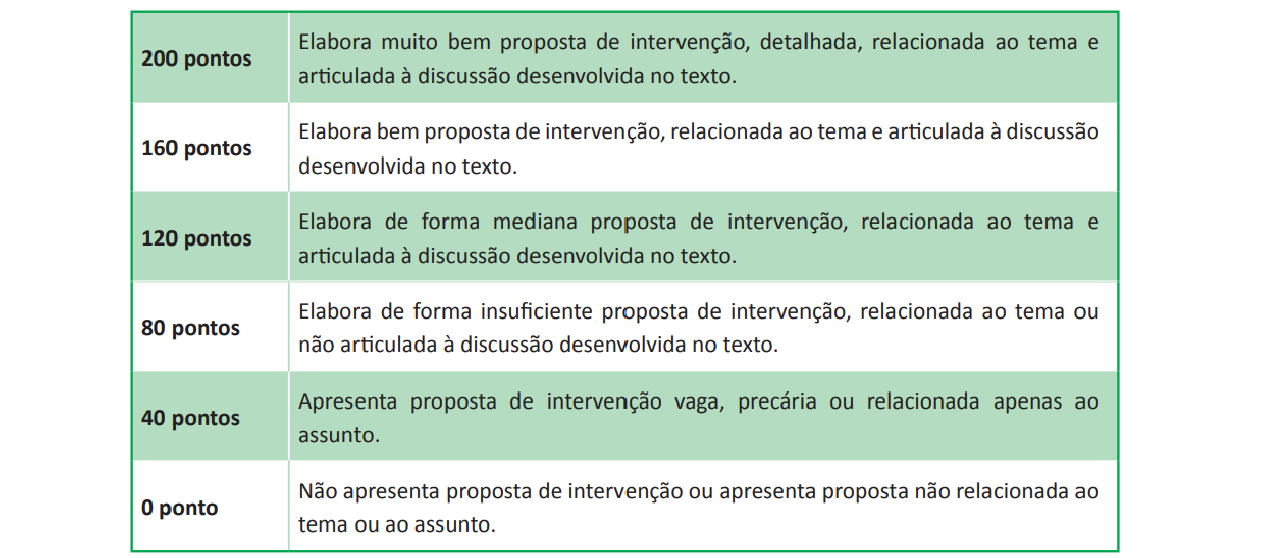 200 pontos
Elabora muito bem proposta de intervenção, detalhada, relacionada ao tema e
articulada à discussão desenvolvida no texto.
160 pontos
Elabora bem proposta de intervenção, relacionada ao tema e articulada à discussão
desenvolvida no texto.
120 pontos
Elabora de forma mediana proposta de intervenção, relacionada ao tema e
articulada à discussão desenvolvida no texto.
80 pontos
Elabora de forma insuficiente proposta de intervenção, relacionada ao tema ou
não articulada à discussão desenvolvida no texto.
40 pontos
Apresenta proposta de intervenção vaga, precária ou relacionada apenas ao
assunto.
0 ponto
Não apresenta proposta de intervenção ou apresenta proposta não relacionada ao
tema ou ao assunto.